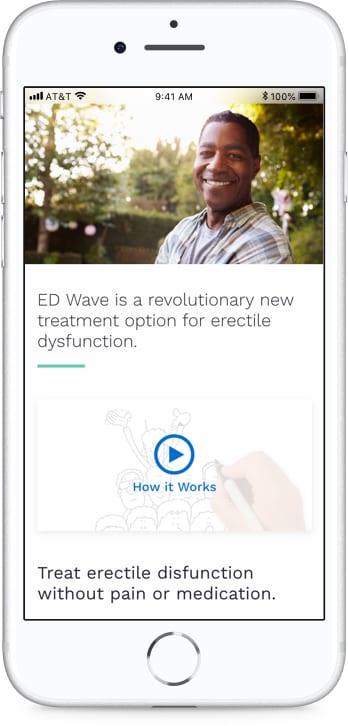 AT&T 9:41 AM 100%
ED Wave is a revolutionary new
treatment option for erectile
dysfunction.
How it Works
Treat erectile disfunction
without pain or medication.